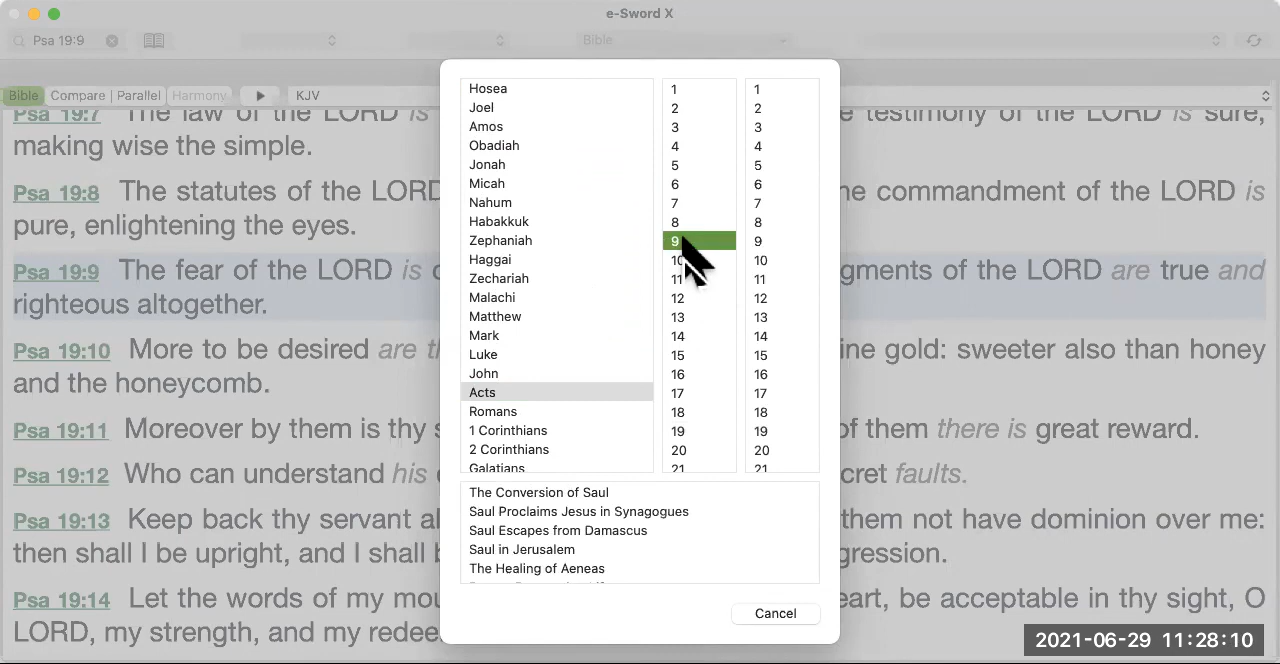 e-Sword X
Psa 19:9
Bible
Bible Compare | Parallel Harmony KJV
Psa 19:7 The law of the LORD is
e testimony of the LORD is sure,
making wise the simple.
Psa 19:8 The statutes of the LORD
he commandment of the LORD is
pure, enlightening the eyes.
Psa 19:9 The fear of the LORD is
gments of the LORD are true and
righteous altogether.
Psa 19:10 More to be desired are
ine gold: sweeter also than honey
and the honeycomb.
Psa 19:11 Moreover by them is thy
of them there is great reward.
Psa 19:12 Who can understand his
cret faults.
Psa 19:13 Keep back thy servant
them not have dominion over me:
then shall I be upright, and I shall
gression.
Psa 19:14 Let the words of my
eart, be acceptable in thy sight, O
LORD, my strength, and my redee
Hosea
Joel
Amos
Obadiah
Jonah
Micah
Nahum
Habakkuk
Zephaniah
Haggai
Zechariah
Malachi
Matthew
Mark
Luke
John
Acts
Romans
1 Corinthians
2 Corinthians
Galatians
1
2
3
4
5
6
7
8
9
10
11
12
13
14
15
16
17
18
19
20
21
1
2
3
4
5
6
7
8
9
10
11
12
13
14
15
16
17
18
19
20
21
The Conversion of Saul
Saul Proclaims Jesus in Synagogues
Saul Escapes from Damascus
Saul in Jerusalem
The Healing of Aeneas
Cancel
2021-06-29 11:28:10